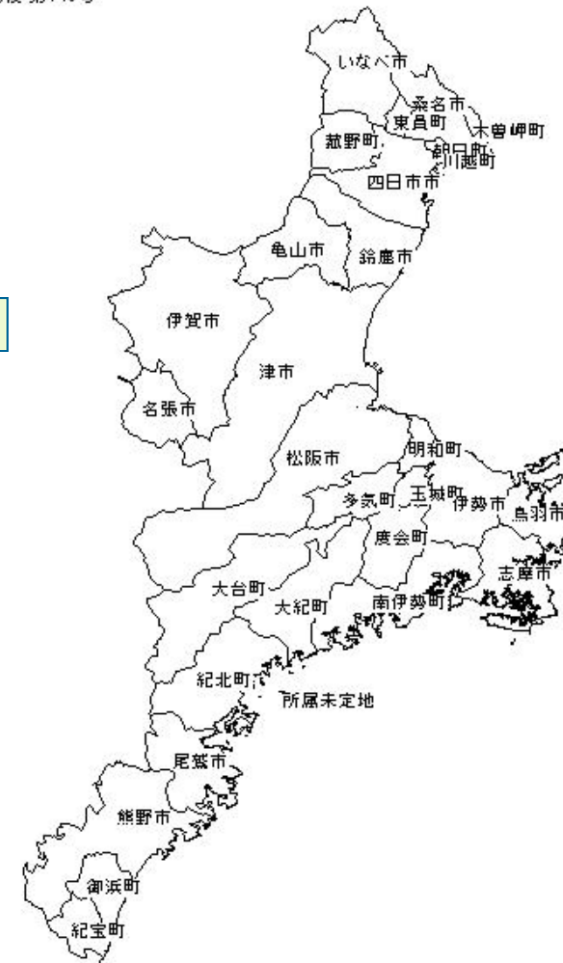 いなべ市
桑名市
東員町
木曽岬町
菰野町
朝日町
川越町
四日市市
亀山市
鈴鹿市
伊賀市
津市
名張市
明和町
松阪市
多気町
玉城町
伊勢市
鳥羽市
度会町
志摩市
大台町
大紀町
南伊勢町
紀北町
所属未定地
尾鷲市
熊野市
御浜町
紀宝町